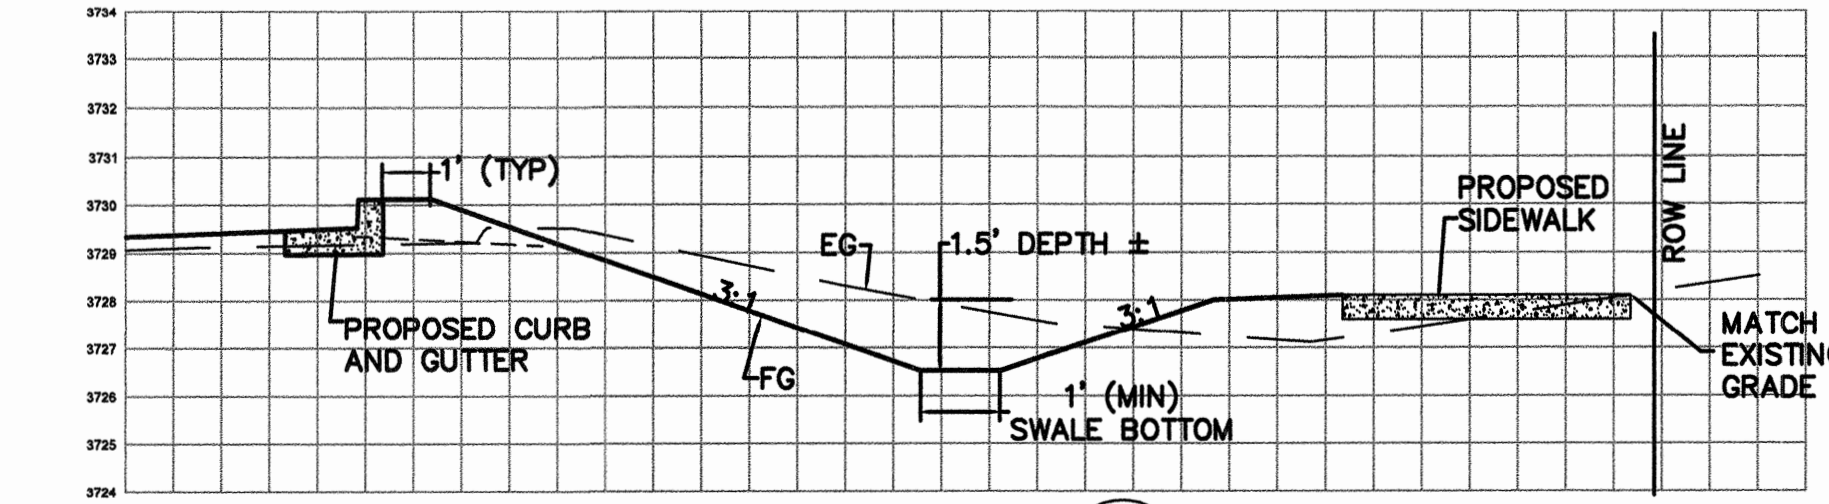 3734
3733
3732
3731
3730
3729
3728
3727
3726
3725
3724
1' (TYP)
PROPOSED CURB
AND GUTTER
3:1
FG
EG
1.5' DEPTH ±
3:1
1' (MIN)
SWALE BOTTOM
PROPOSED
SIDEWALK
ROW LINE
MATCH
EXISTING
GRADE